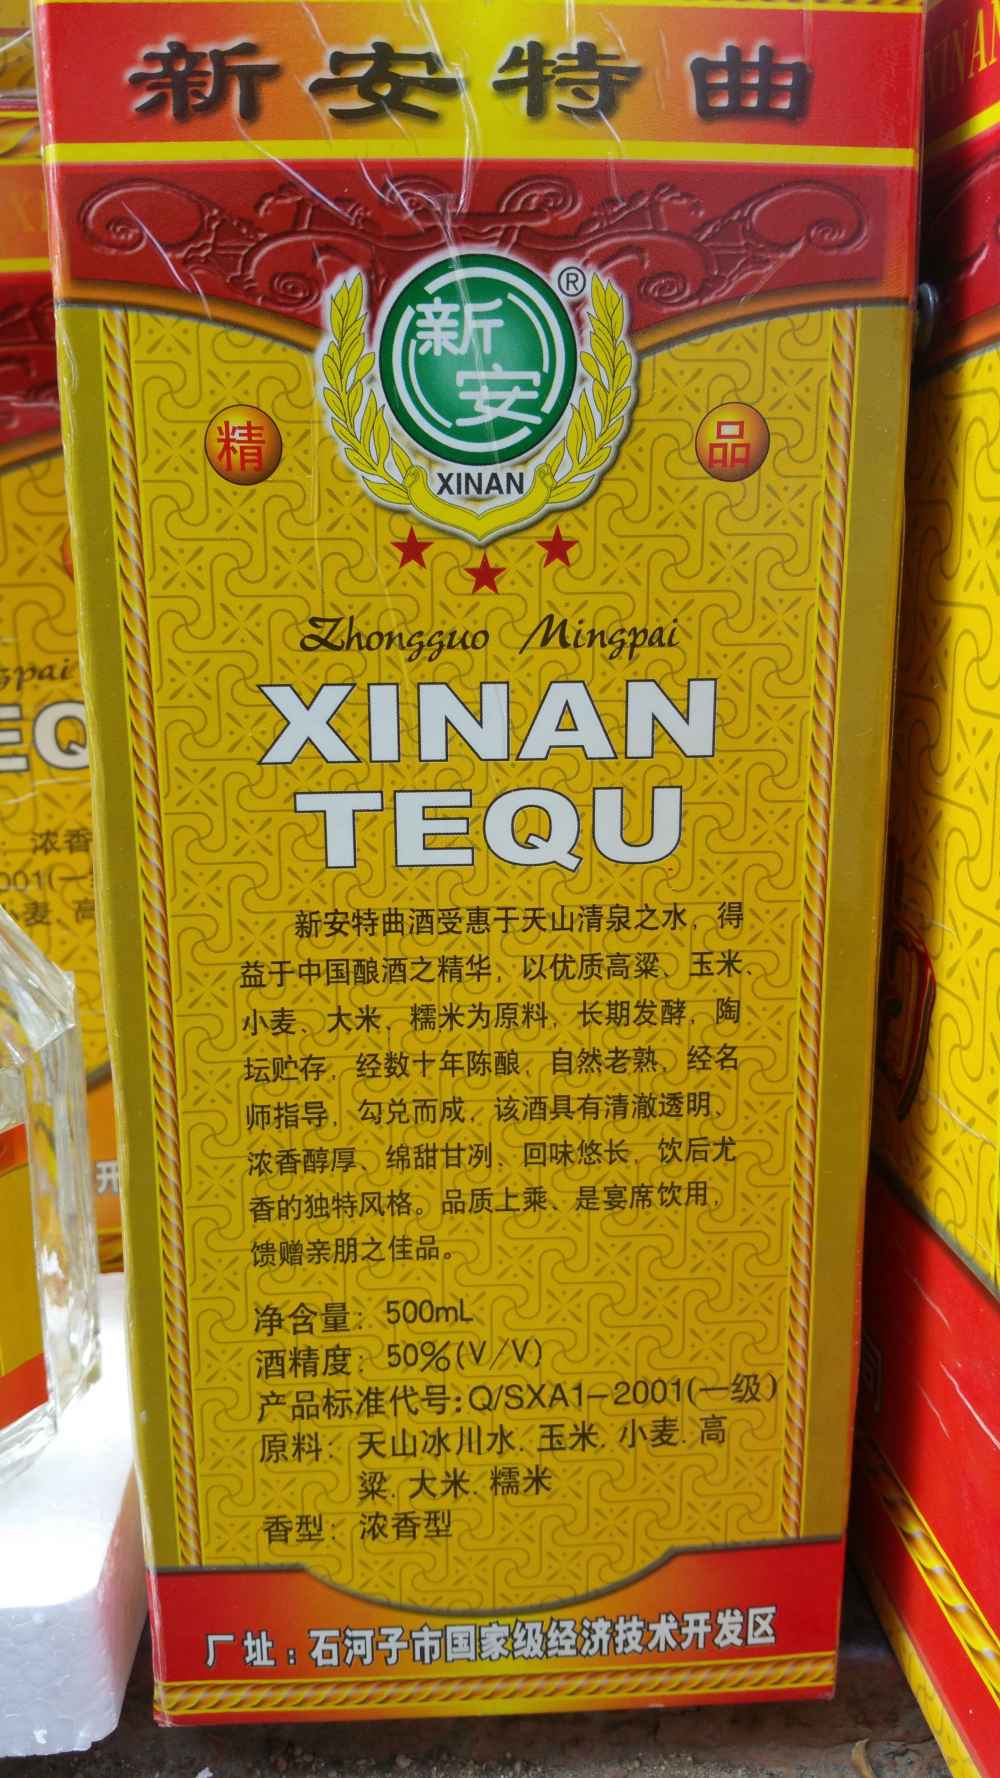 新安特曲
新安
®
XINAN
精 品
Zhongguo Mingpai
XINAN
TEQU
新安特曲酒受惠于天山清泉之水，得
益于中国酿酒之精华，以优质高粱、玉米、
小麦、大米、糯米为原料，长期发酵，陶
坛贮存，经数十年陈酿，自然老熟，经名
师指导，勾兑而成，该酒具有清澈透明、
浓香醇厚、绵甜甘冽、回味悠长，饮后尤
香的独特风格。品质上乘、是宴席饮用，
馈赠亲朋之佳品。
净含量：500mL
酒精度：50%(V/V)
产品标准代号:Q/SXA1-2001(一级)
原料：天山冰川水.玉米.小麦.高
粱.大米.糯米
香型：浓香型
厂址：石河子市国家级经济技术开发区
spai
EQ
浓香
001(一
小麦.高